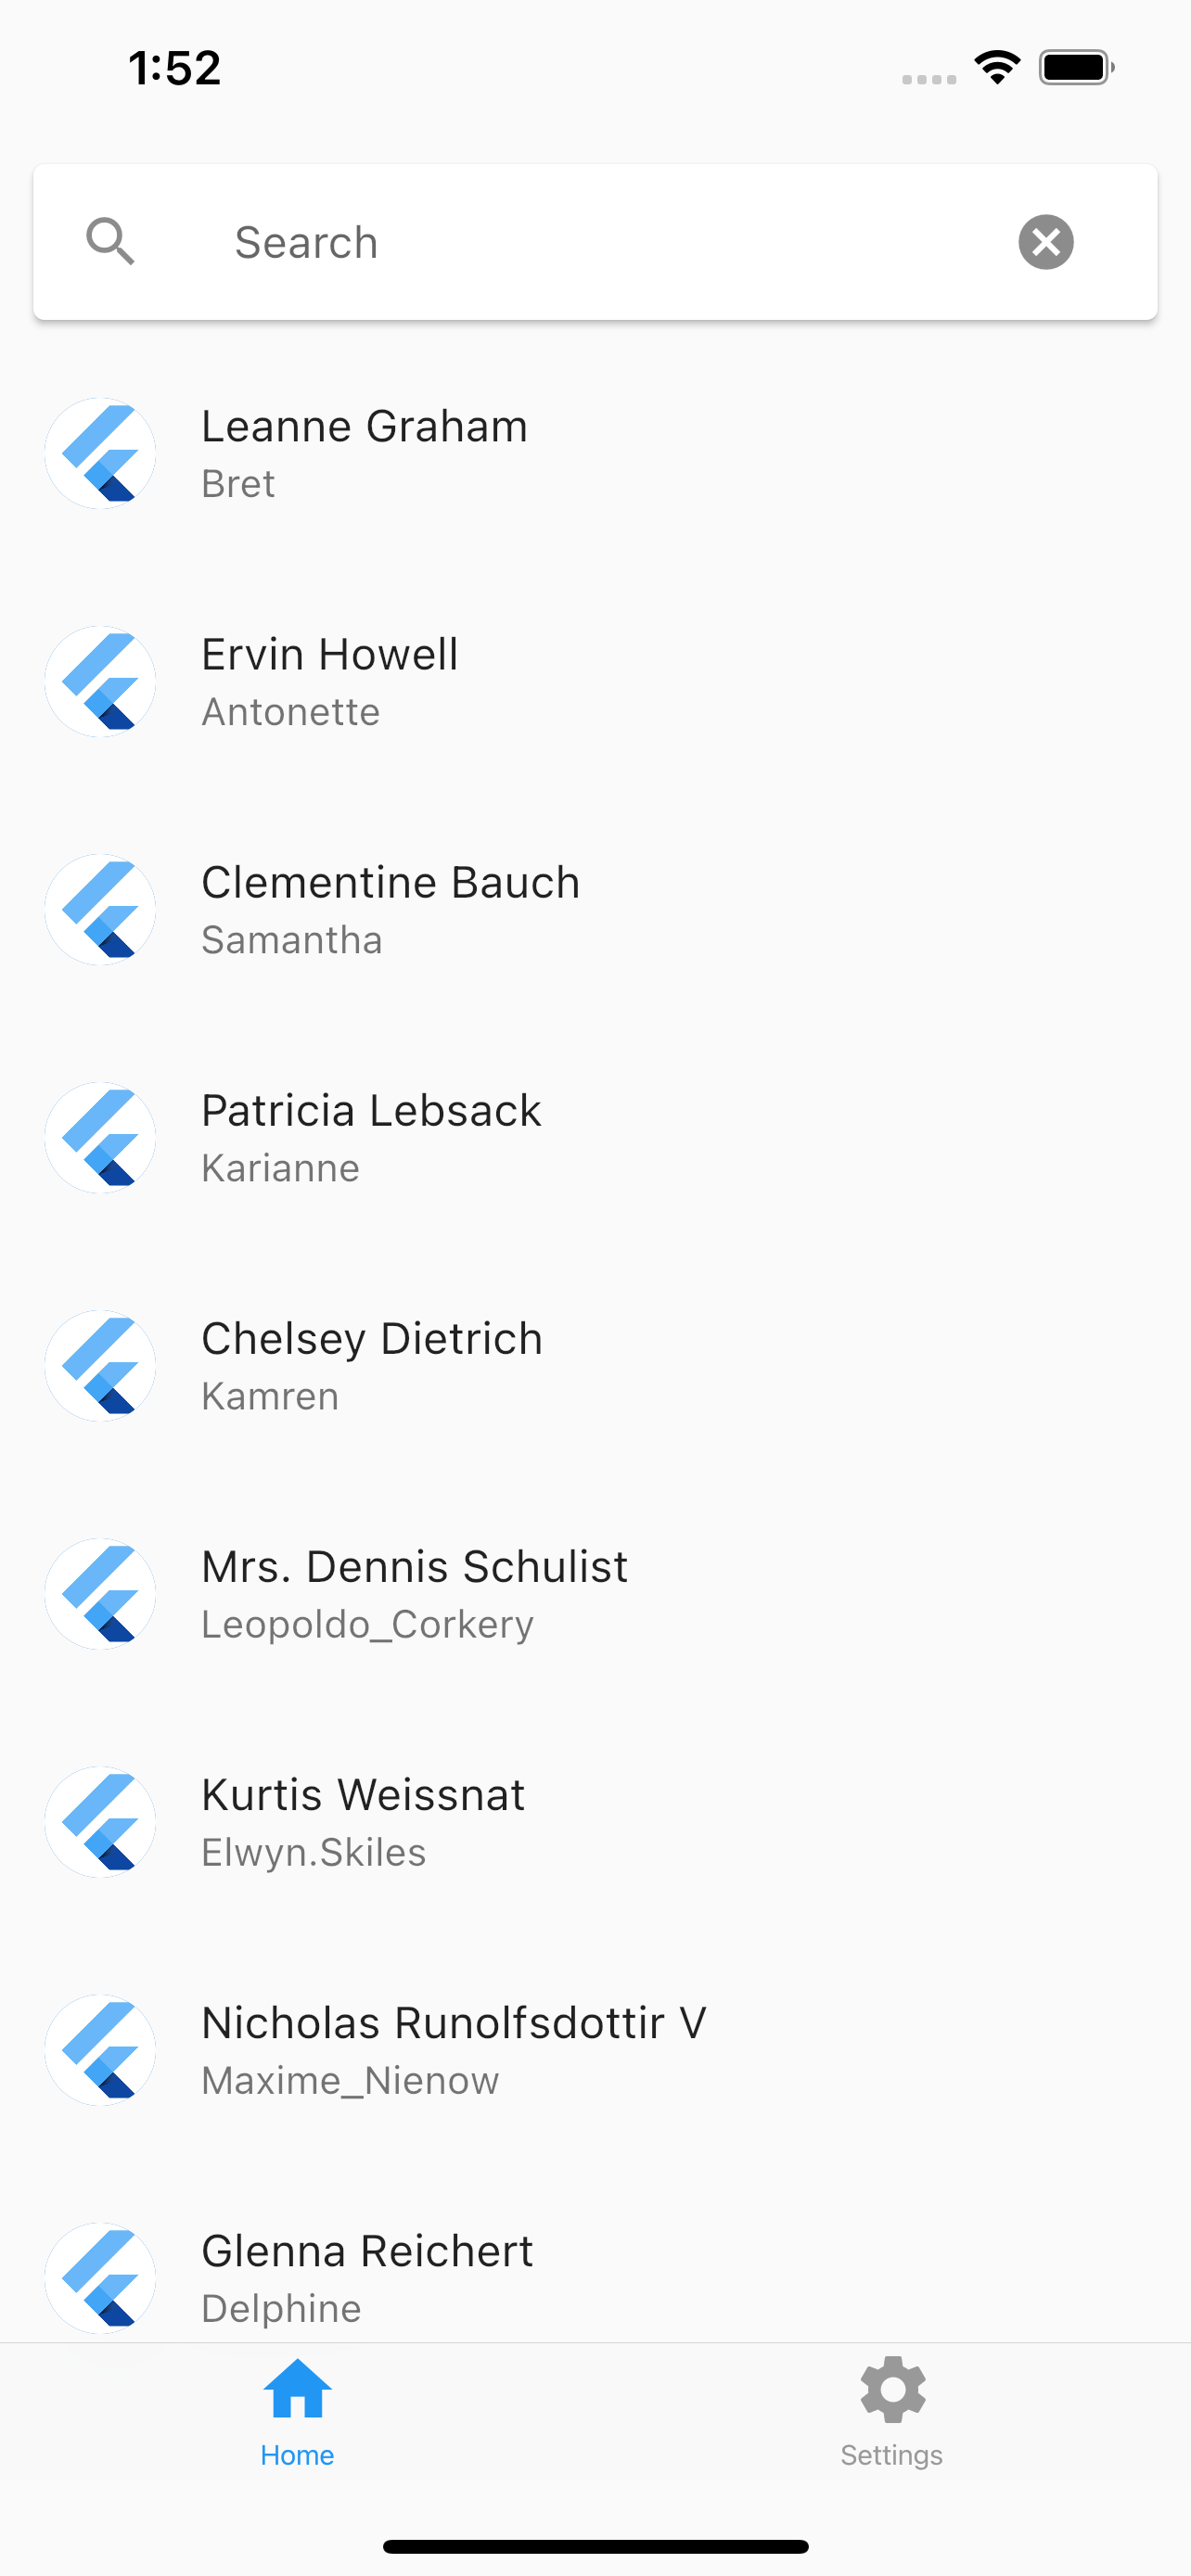 1:52
Search
Leanne Graham
Bret
Ervin Howell
Antonette
Clementine Bauch
Samantha
Patricia Lebsack
Karianne
Chelsey Dietrich
Kamren
Mrs. Dennis Schulist
Leopoldo_Corkery
Kurtis Weissnat
Elwyn.Skiles
Nicholas Runolfsdottir V
Maxime_Nienow
Glenna Reichert
Delphine
Home
Settings